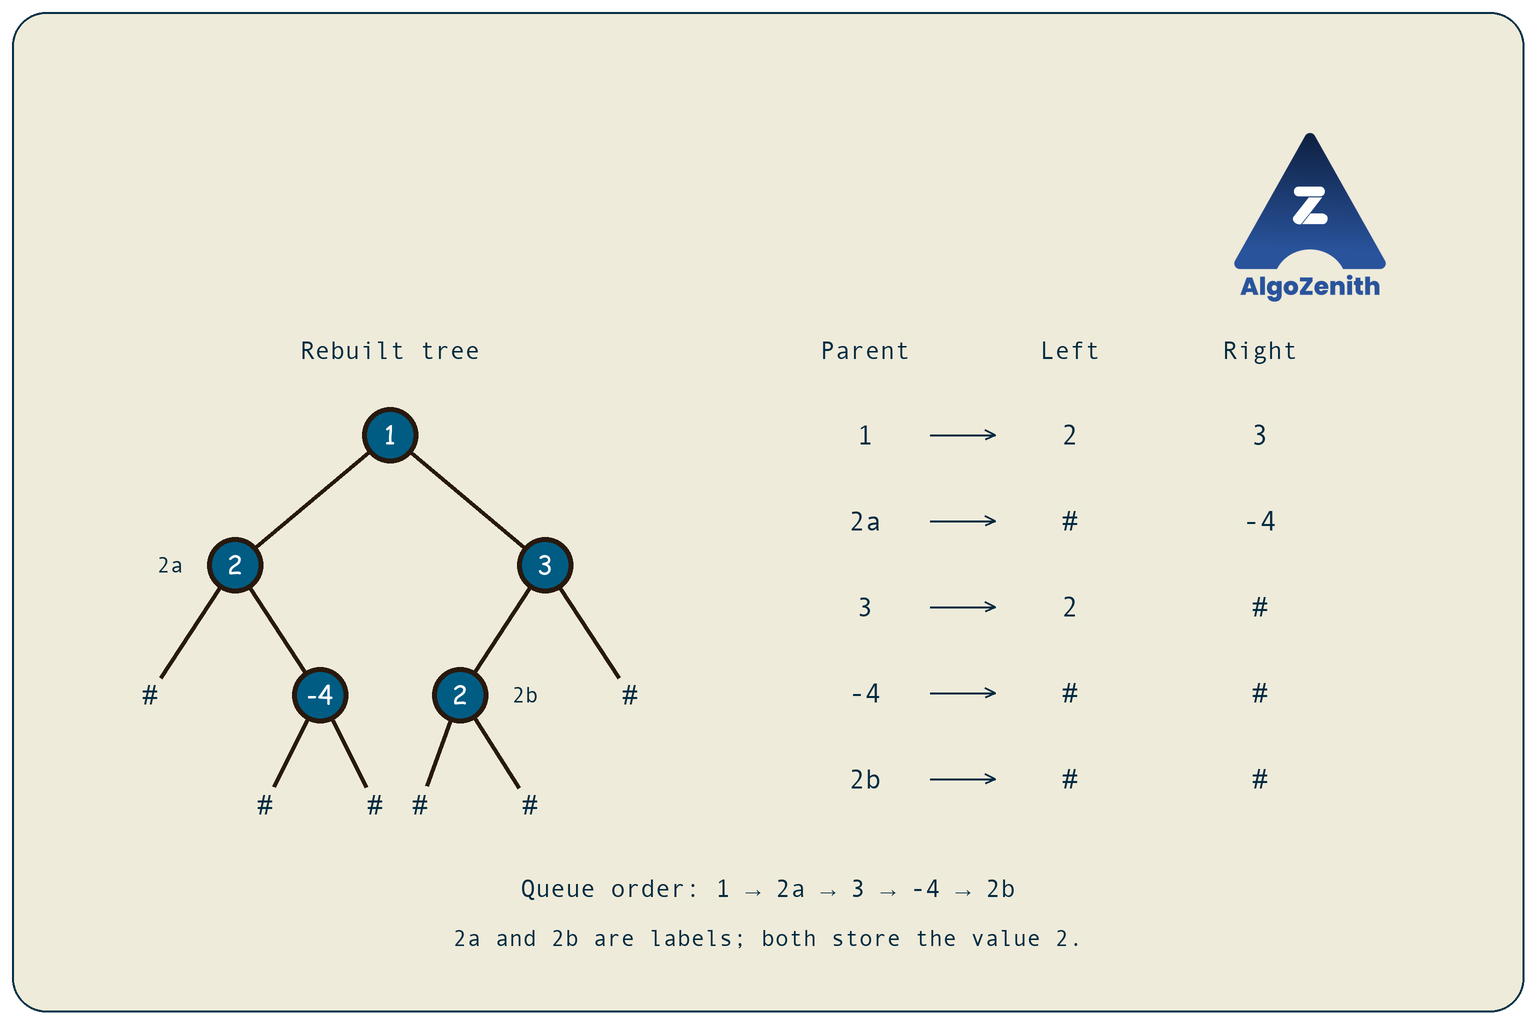 Z
AlgoZenith
Rebuilt tree
1
2a 2 3
# -4 2 2b #
# # # #
Parent Left Right
1 → 2 3
2a → # -4
3 → 2 #
-4 → # #
2b → # #
Queue order: 1 → 2a → 3 → -4 → 2b
2a and 2b are labels; both store the value 2.